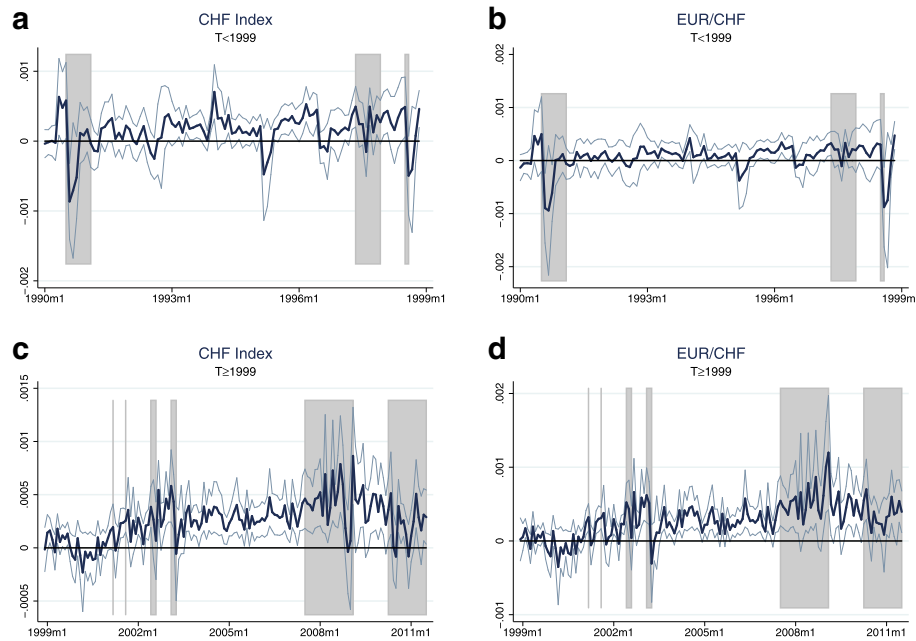 a
CHF Index
T<1999
.001
0
-.001
-.002
1990m1 1993m1 1996m1 1999m1
b
EUR/CHF
T<1999
.002
.001
0
-.001
-.002
1990m1 1993m1 1996m1 1999m
c
CHF Index
T≥1999
.0015
.001
.0005
0
-.0005
1999m1 2002m1 2005m1 2008m1 2011m1
d
EUR/CHF
T≥1999
.002
.001
0
-.001
1999m1 2002m1 2005m1 2008m1 2011m1